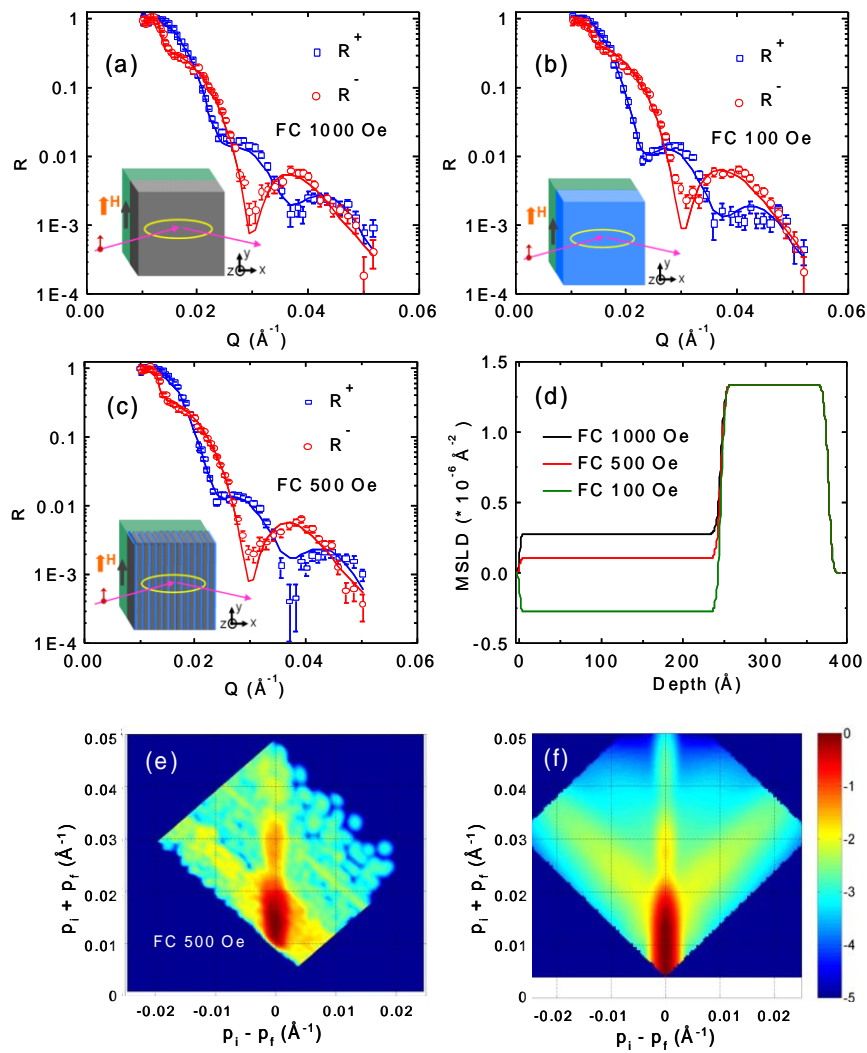 (a)
R+
R-
FC 1000 Oe
H
y
z x
1
0.1
0.01
1E-3
1E-4
R
0.00 0.02 0.04 0.06
Q (Å-1)
(b)
R+
R-
FC 100 Oe
H
y
z x
1
0.1
0.01
1E-3
1E-4
R
0.00 0.02 0.04 0.06
Q (Å-1)
(c)
R+
R-
FC 500 Oe
H
y
z x
1
0.1
0.01
1E-3
1E-4
R
0.00 0.02 0.04 0.06
Q (Å-1)
(d)
FC 1000 Oe
FC 500 Oe
FC 100 Oe
1.5
1.0
0.5
0.0
-0.5
MSLD (* 10-6 Å-2)
0 100 200 300 400
Depth (Å)
(e)
FC 500 Oe
0.05
0.04
0.03
0.02
0.01
0
pi + pf (Å-1)
-0.02 -0.01 0 0.01 0.02
pi - pf (Å-1)
(f)
0.05
0.04
0.03
0.02
0.01
0
pi + pf (Å-1)
-0.02 -0.01 0 0.01 0.02
pi - pf (Å-1)
0
-1
-2
-3
-4
-5